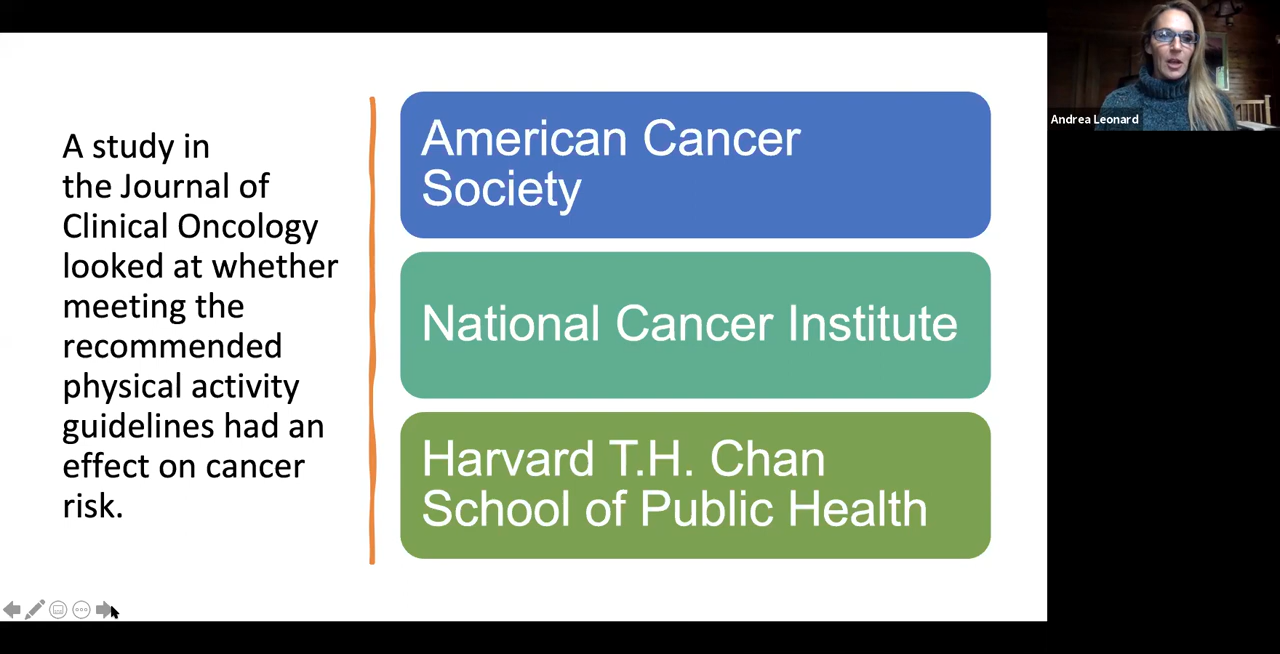 A study in
the Journal of
Clinical Oncology
looked at whether
meeting the
recommended
physical activity
guidelines had an
effect on cancer
risk.
American Cancer
Society
National Cancer Institute
Harvard T.H. Chan
School of Public Health
Andrea Leonard